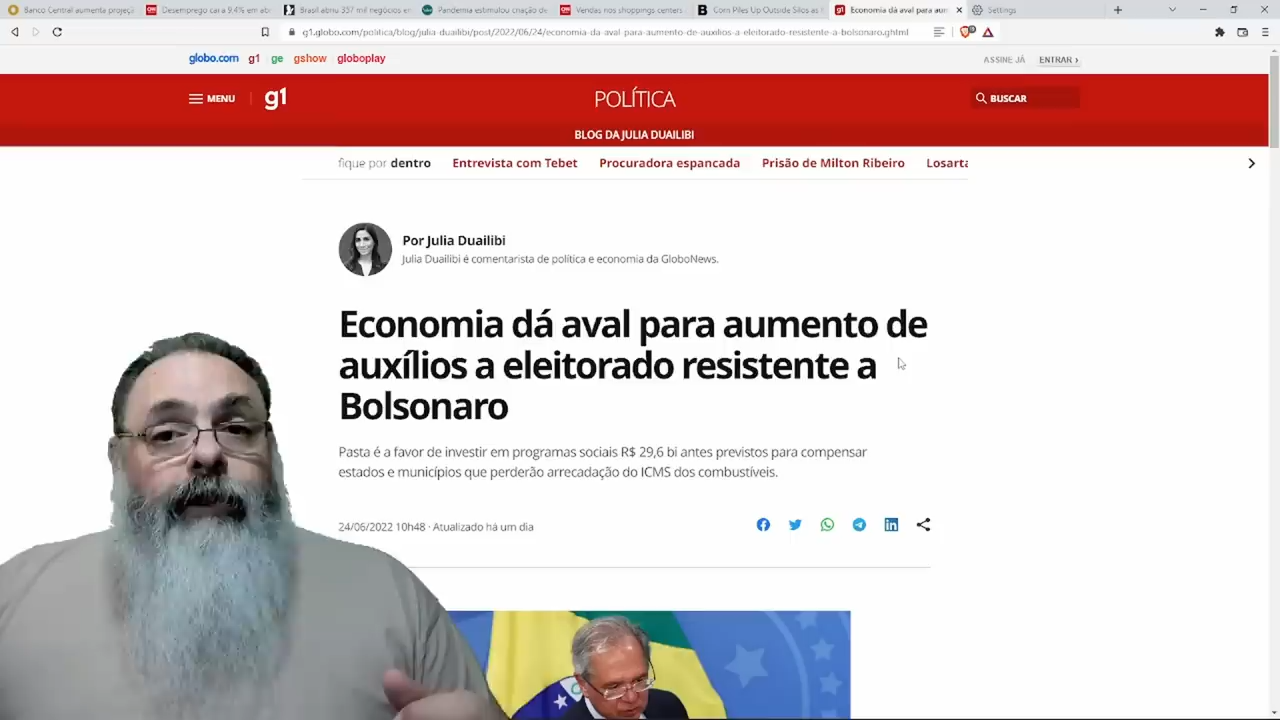 Banco Central aumenta projeçã
Desemprego cai a 9,4% em ab
Brasil abriu 337 mil negócios en
Pandemia estimulou criação de
Vendas nos shoppings centers
Corn Piles Up Outside Silos as
Economia dá aval para aum
Settings
g1.globo.com/politica/blog/julia-duailibi/post/2022/06/24/economia-da-aval-para-aumento-de-auxilios-a-eleitorado-resistente-a-bolsonaro.ghtml
globo.com g1 ge gshow globoplay
ASSINE JÁ ENTRAR ›
MENU g1 POLÍTICA BUSCAR
BLOG DA JULIA DUAILIBI
fique por dentro Entrevista com Tebet Procuradora espancada Prisão de Milton Ribeiro Losarta
Por Julia Duailibi
Julia Duailibi é comentarista de política e economia da GloboNews.
Economia dá aval para aumento de
auxílios a eleitorado resistente a
Bolsonaro
Pasta é a favor de investir em programas sociais R$ 29,6 bi antes previstos para compensar
estados e municípios que perderão arrecadação do ICMS dos combustíveis.
24/06/2022 10h48 · Atualizado há um dia